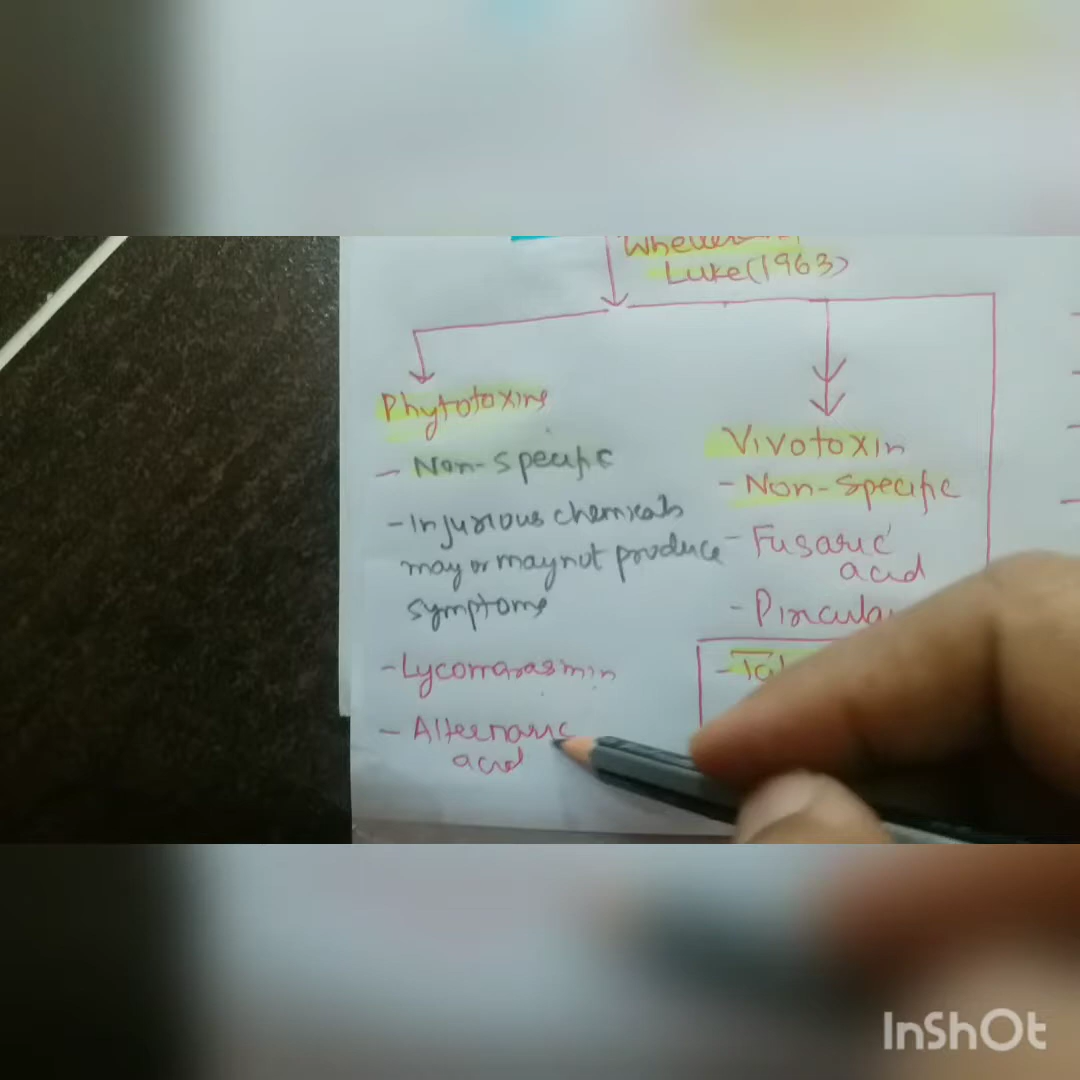 Luke(1963)
Phytotoxins
- Non-specific
- Injurious chemicals
may or may not produce
symptoms
- Lycomarasmin
- Alternaric
acid
Vivotoxin
- Non-specific
- Fusaric
acid
InShOt